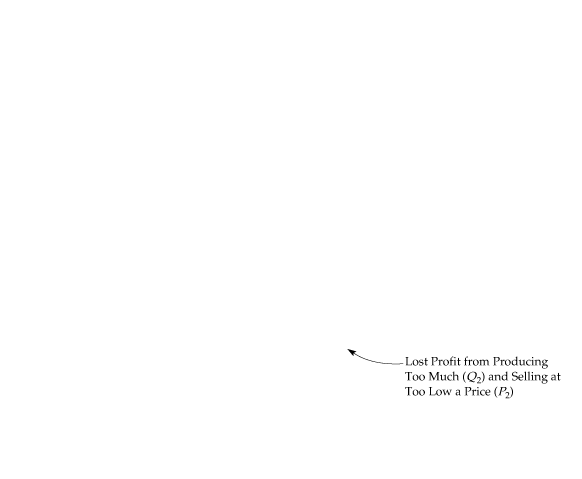 Lost Profit from Producing
Too Much (Q₂) and Selling at
Too Low a Price (P₂)